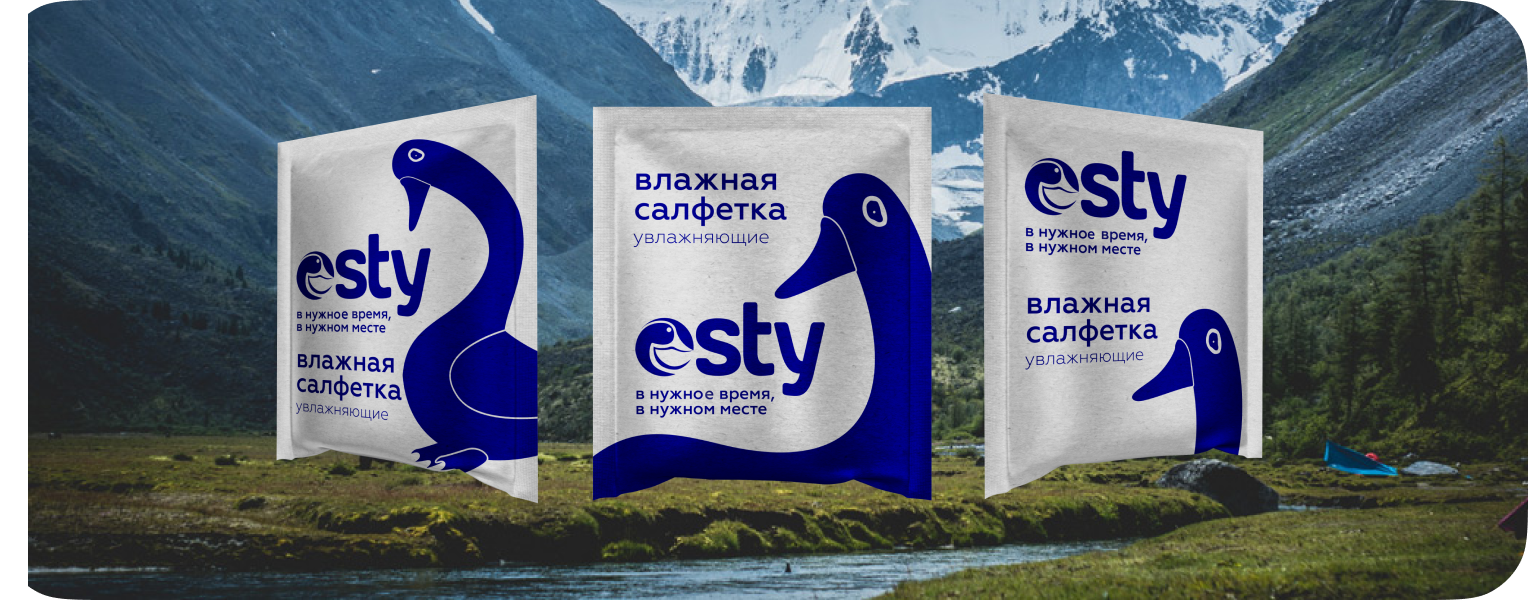 esty
в нужное время,
в нужном месте
влажная
салфетка
увлажняющие
влажная
салфетка
увлажняющие
esty
в нужное время,
в нужном месте
esty
в нужное время,
в нужном месте
влажная
салфетка
увлажняющие